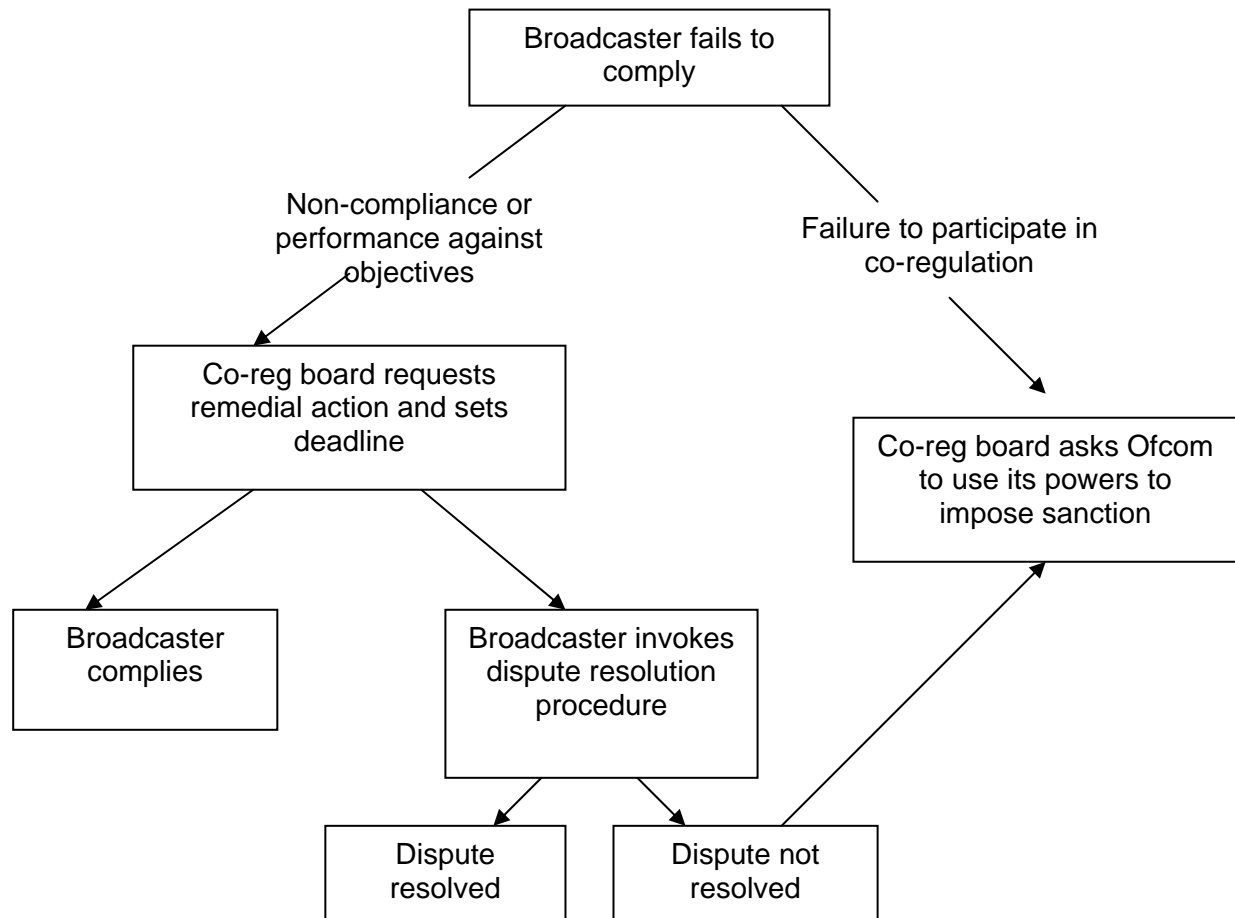 Broadcaster fails to
comply
Non-compliance or
performance against
objectives
Failure to participate in
co-regulation
Co-reg board requests
remedial action and sets
deadline
Co-reg board asks Ofcom
to use its powers to
impose sanction
Broadcaster
complies
Broadcaster invokes
dispute resolution
procedure
Dispute
resolved
Dispute not
resolved